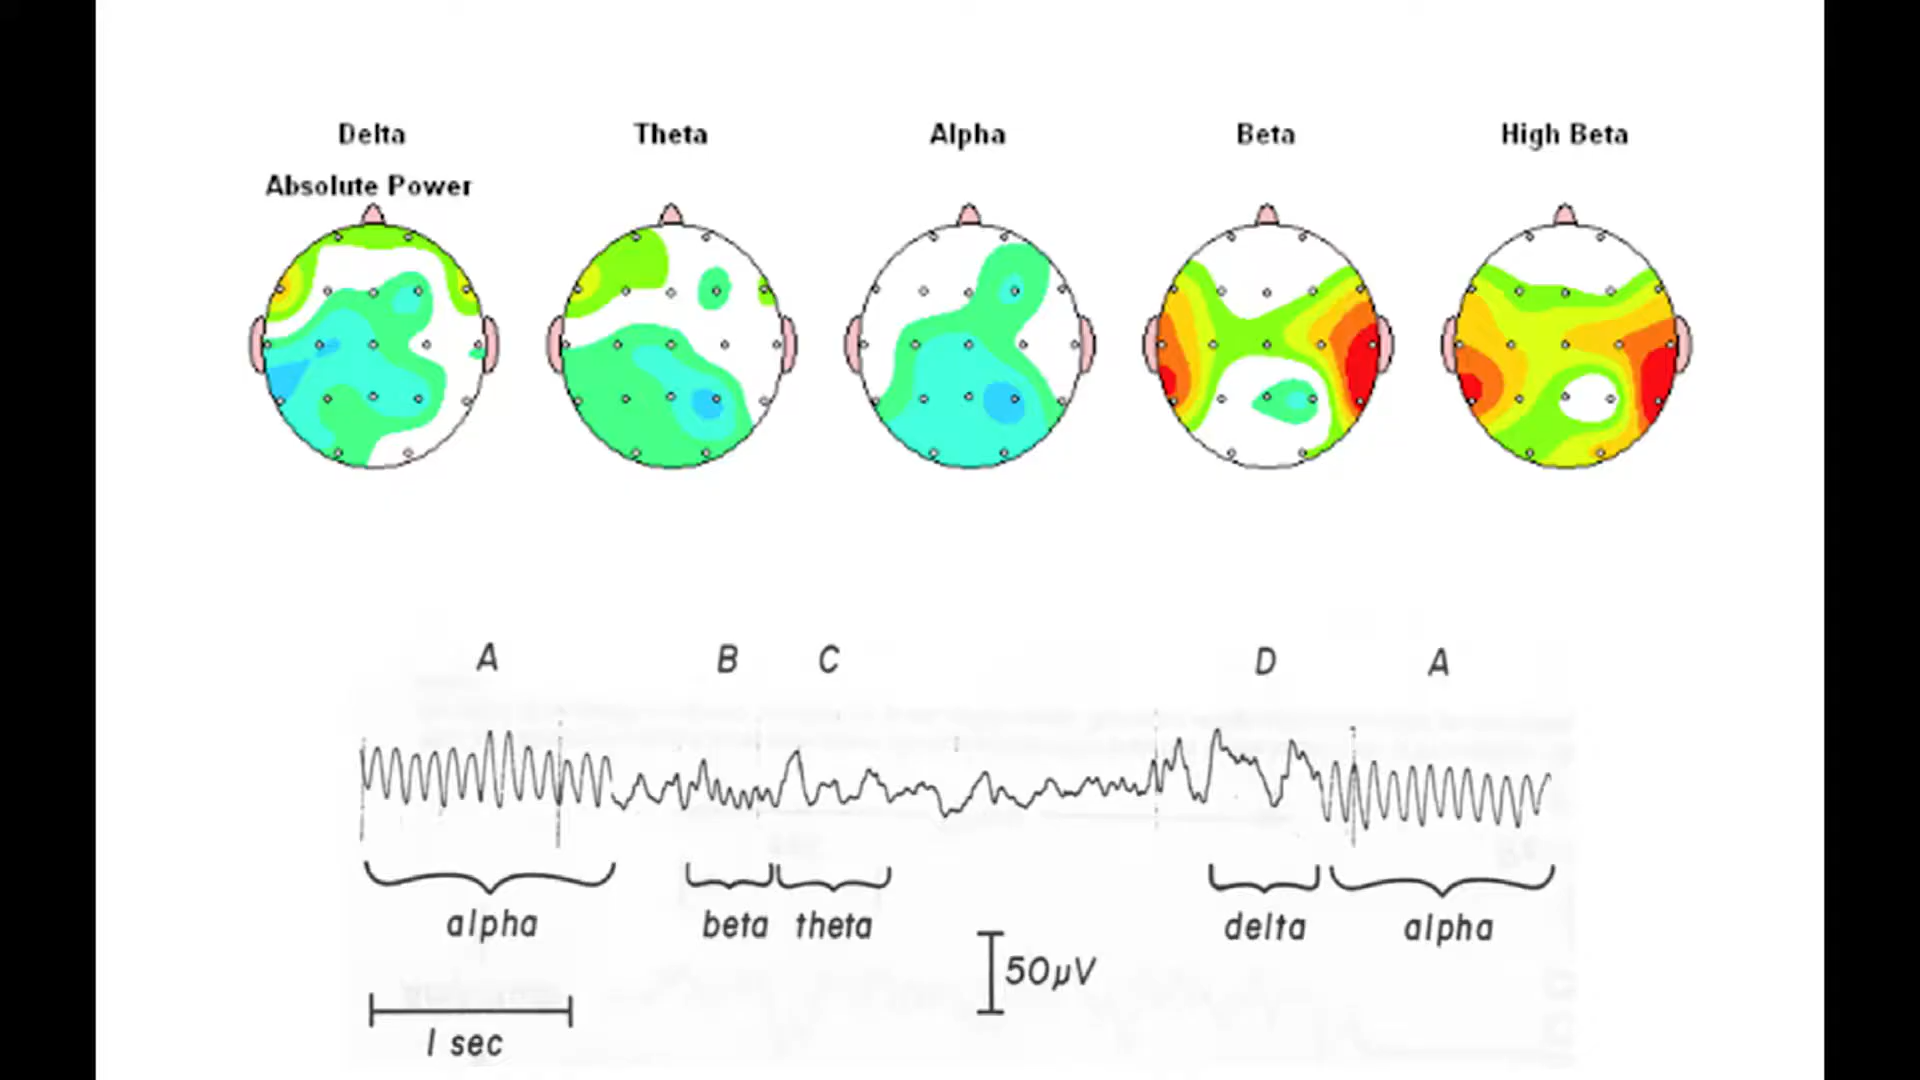 Delta Theta Alpha Beta High Beta
Absolute Power
A B C D A
alpha beta theta delta alpha
50μV
1 sec